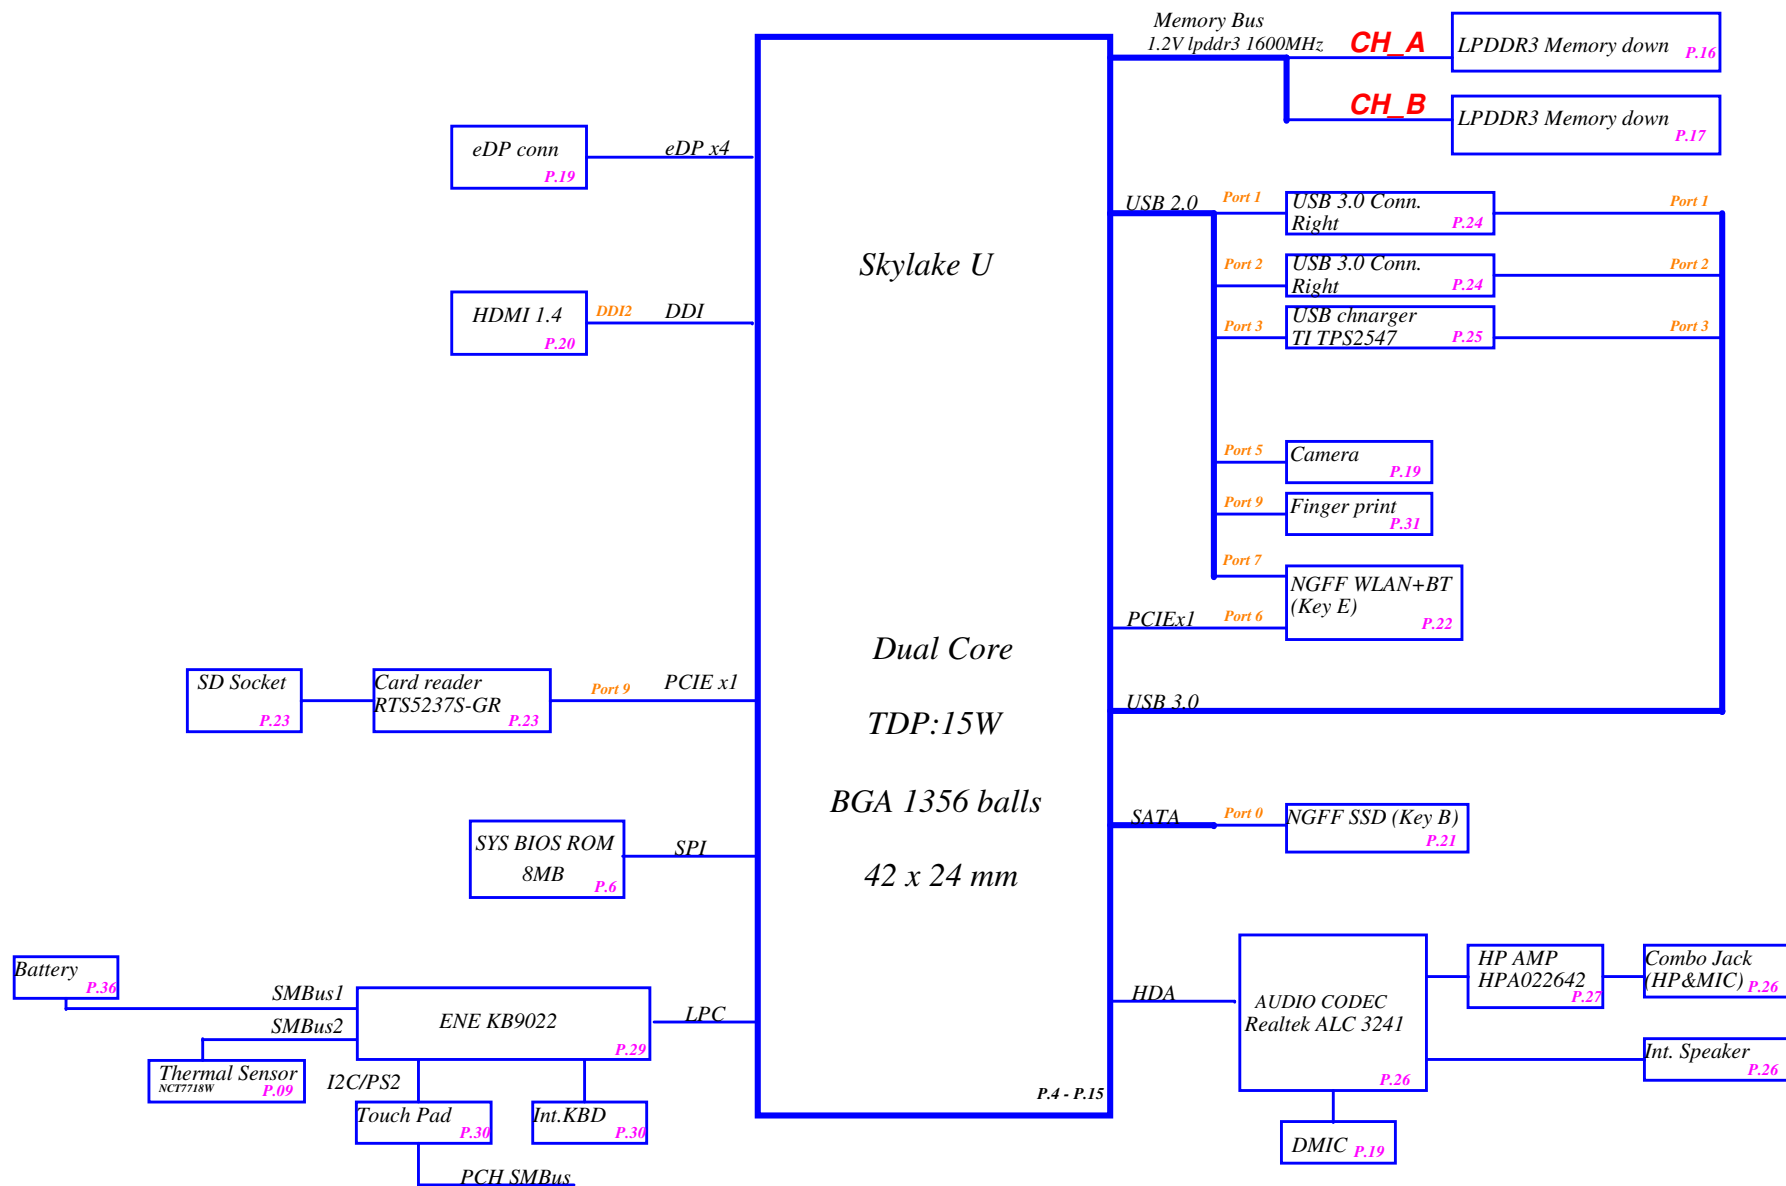 Memory Bus
1.2V lpddr3 1600MHz
CH_A
LPDDR3 Memory down
P.16
CH_B
LPDDR3 Memory down
P.17
eDP conn
P.19
eDP x4
USB 2.0
Port 1
USB 3.0 Conn.
Right
P.24
Port 1
Skylake U
Port 2
USB 3.0 Conn.
Right
P.24
Port 2
HDMI 1.4
P.20
DDI2
DDI
Port 3
USB chnarger
TI TPS2547
P.25
Port 3
Port 5
Camera
P.19
Port 9
Finger print
P.31
Port 7
NGFF WLAN+BT
(Key E)
P.22
PCIEx1
Port 6
Dual Core
SD Socket
P.23
Card reader
RTS5237S-GR
P.23
Port 9
PCIE x1
USB 3.0
TDP:15W
BGA 1356 balls
SATA
Port 0
NGFF SSD (Key B)
P.21
SYS BIOS ROM
8MB
P.6
SPI
42 x 24 mm
Battery
P.36
SMBus1
SMBus2
ENE KB9022
P.29
LPC
HDA
AUDIO CODEC
Realtek ALC 3241
P.26
HP AMP
HPA022642
P.27
Combo Jack
(HP&MIC)
P.26
Int. Speaker
P.26
Thermal Sensor
NCT7718W
P.09
I2C/PS2
Touch Pad
P.30
Int.KBD
P.30
P.4 - P.15
DMIC
P.19
PCH SMBus